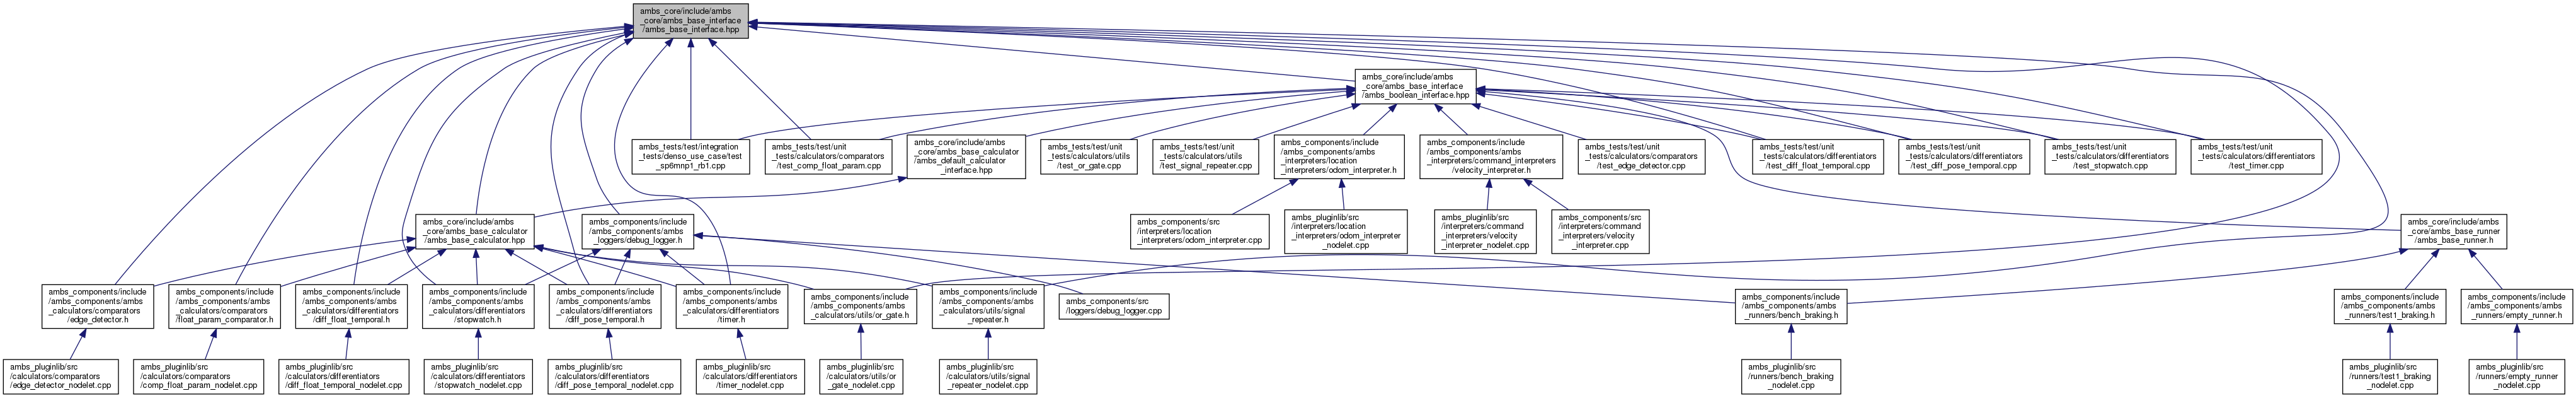 ambs_core/include/ambs
_core/ambs_base_interface
/ambs_base_interface.hpp
ambs_core/include/ambs
_core/ambs_base_interface
/ambs_boolean_interface.hpp
ambs_tests/test/integration
_tests/denso_use_case/test
_sp6mnp1_rb1.cpp
ambs_tests/test/unit
_tests/calculators/comparators
/test_comp_float_param.cpp
ambs_core/include/ambs
_core/ambs_base_calculator
/ambs_default_calculator
_interface.hpp
ambs_tests/test/unit
_tests/calculators/utils
/test_or_gate.cpp
ambs_tests/test/unit
_tests/calculators/utils
/test_signal_repeater.cpp
ambs_components/include
/ambs_components/ambs
_interpreters/location
_interpreters/odom_interpreter.h
ambs_components/include
/ambs_components/ambs
_interpreters/command_interpreters
/velocity_interpreter.h
ambs_tests/test/unit
_tests/calculators/comparators
/test_edge_detector.cpp
ambs_tests/test/unit
_tests/calculators/differentiators
/test_diff_float_temporal.cpp
ambs_tests/test/unit
_tests/calculators/differentiators
/test_diff_pose_temporal.cpp
ambs_tests/test/unit
_tests/calculators/differentiators
/test_stopwatch.cpp
ambs_tests/test/unit
_tests/calculators/differentiators
/test_timer.cpp
ambs_core/include/ambs
_core/ambs_base_calculator
/ambs_base_calculator.hpp
ambs_components/include
/ambs_components/ambs
_loggers/debug_logger.h
ambs_components/src
/interpreters/location
_interpreters/odom_interpreter.cpp
ambs_pluginlib/src
/interpreters/location
_interpreters/odom_interpreter
_nodelet.cpp
ambs_pluginlib/src
/interpreters/command
_interpreters/velocity
_interpreter_nodelet.cpp
ambs_components/src
/interpreters/command
_interpreters/velocity
_interpreter.cpp
ambs_core/include/ambs
_core/ambs_base_runner
/ambs_base_runner.h
ambs_components/include
/ambs_components/ambs
_calculators/comparators
/edge_detector.h
ambs_components/include
/ambs_components/ambs
_calculators/comparators
/float_param_comparator.h
ambs_components/include
/ambs_components/ambs
_calculators/differentiators
/diff_float_temporal.h
ambs_components/include
/ambs_components/ambs
_calculators/differentiators
/stopwatch.h
ambs_components/include
/ambs_components/ambs
_calculators/differentiators
/diff_pose_temporal.h
ambs_components/include
/ambs_components/ambs
_calculators/differentiators
/timer.h
ambs_components/include
/ambs_components/ambs
_calculators/utils/or_gate.h
ambs_components/include
/ambs_components/ambs
_calculators/utils/signal
_repeater.h
ambs_components/src
/loggers/debug_logger.cpp
ambs_components/include
/ambs_components/ambs
_runners/bench_braking.h
ambs_components/include
/ambs_components/ambs
_runners/test1_braking.h
ambs_components/include
/ambs_components/ambs
_runners/empty_runner.h
ambs_pluginlib/src
/calculators/comparators
/edge_detector_nodelet.cpp
ambs_pluginlib/src
/calculators/comparators
/comp_float_param_nodelet.cpp
ambs_pluginlib/src
/calculators/differentiators
/diff_float_temporal_nodelet.cpp
ambs_pluginlib/src
/calculators/differentiators
/stopwatch_nodelet.cpp
ambs_pluginlib/src
/calculators/differentiators
/diff_pose_temporal_nodelet.cpp
ambs_pluginlib/src
/calculators/differentiators
/timer_nodelet.cpp
ambs_pluginlib/src
/calculators/utils/or
_gate_nodelet.cpp
ambs_pluginlib/src
/calculators/utils/signal
_repeater_nodelet.cpp
ambs_pluginlib/src
/runners/bench_braking
_nodelet.cpp
ambs_pluginlib/src
/runners/test1_braking
_nodelet.cpp
ambs_pluginlib/src
/runners/empty_runner
_nodelet.cpp